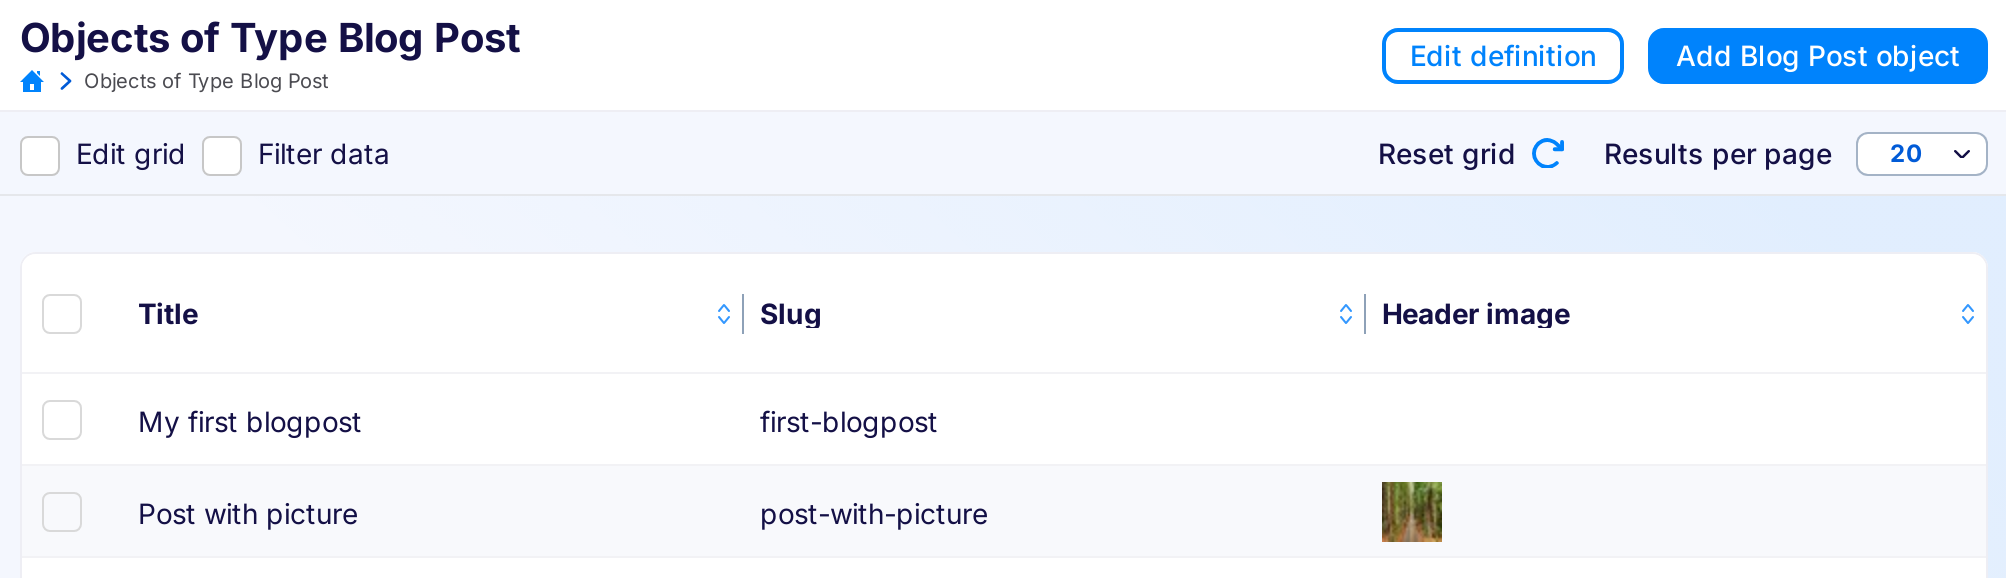 Objects of Type Blog Post
Objects of Type Blog Post
Edit definition
Add Blog Post object
Edit grid
Filter data
Reset grid
Results per page
20
Title
Slug
Header image
My first blogpost
first-blogpost
Post with picture
post-with-picture